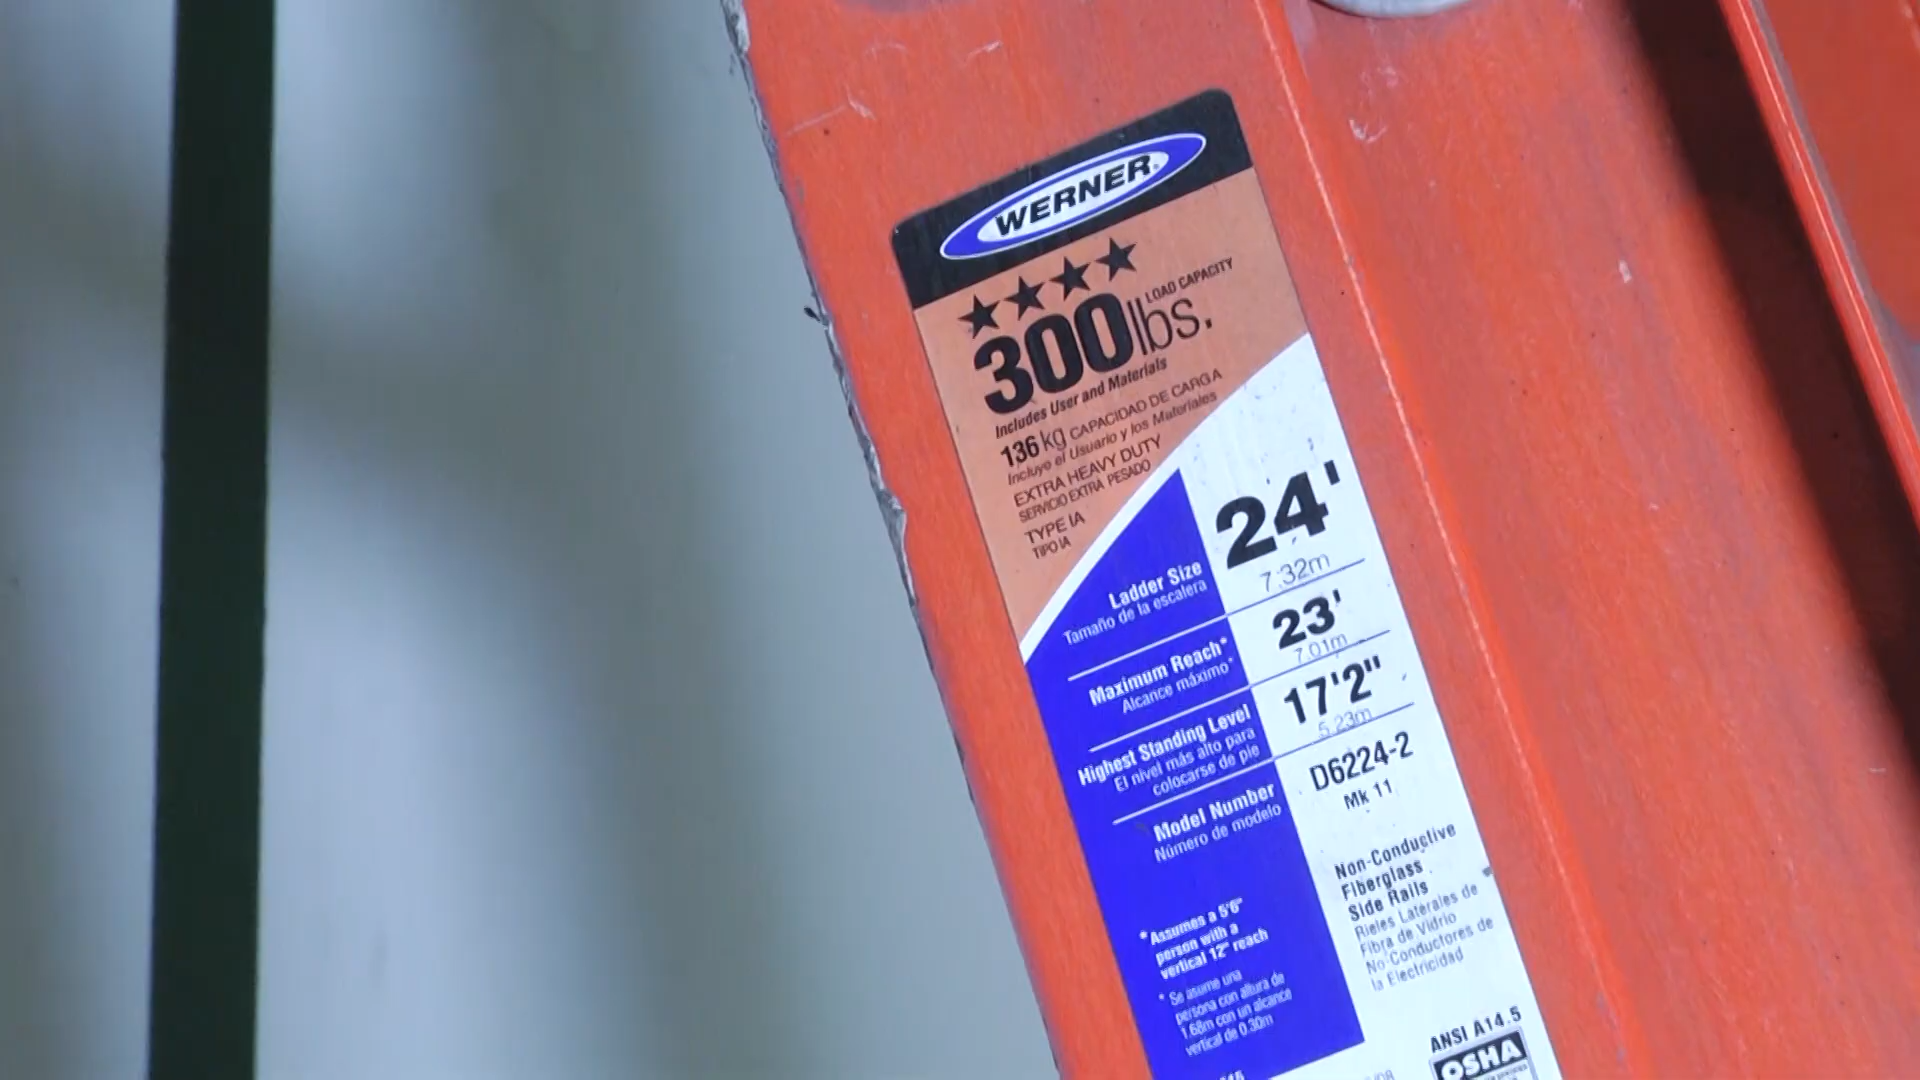 WERNER
LOAD CAPACITY
300lbs.
Includes User and Materials
136 kg CAPACIDAD DE CARGA
Incluye el Usuario y los Materiales
EXTRA HEAVY DUTY
SERVICIO EXTRA PESADO
TYPE IA
TIPO IA
Ladder Size
Tamaño de la escalera
24'
7.32m
Maximum Reach*
Alcance máximo*
23'
7.01m
Highest Standing Level
El nivel más alto para
colocarse de pie
17'2"
5.23m
Model Number
Número de modelo
D6224-2
Mk 11
*Assumes a 5'6"
person with a
vertical 12" reach
* Se asume una
persona con altura de
1.68m con un alcance
vertical de 0.30m
Non-Conductive
Fiberglass
Side Rails
Rieles Laterales de
Fibra de Vidrio
No-Conductores de
la Electricidad
ANSI A14.5
OSHA